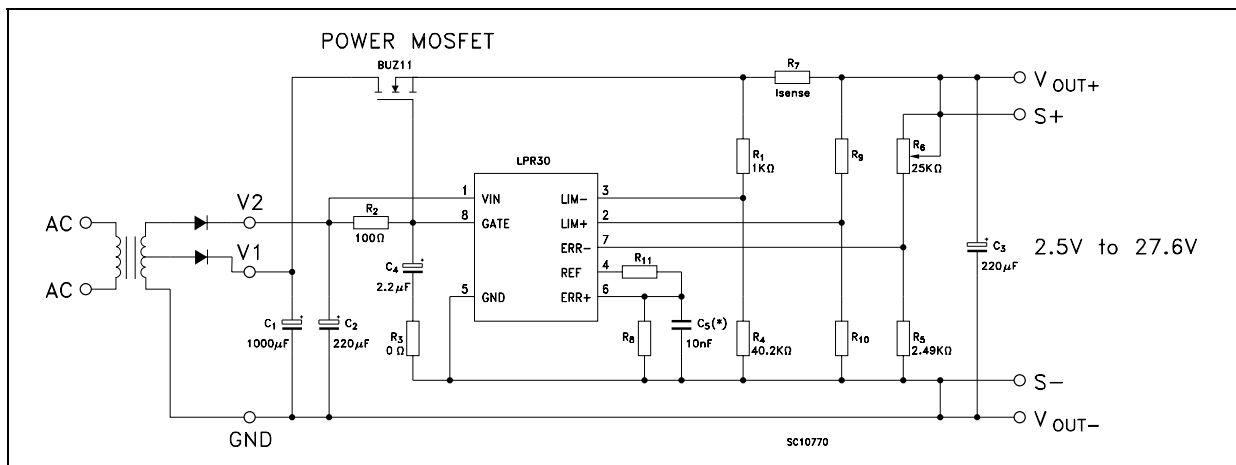 POWER MOSFET
BUZ11
R7
Isense
VOUT+
S+
R1
1KΩ
R9
R6
25KΩ
LPR30
V2
AC
R2
100Ω
1 VIN
8 GATE
5 GND
LIM- 3
LIM+ 2
ERR- 7
REF 4
ERR+ 6
R11
V1
AC
C4
2.2µF
C3
220µF
2.5V to 27.6V
C1
1000µF
C2
220µF
R3
0Ω
R8
C5(*)
10nF
R4
40.2KΩ
R10
R5
2.49KΩ
S-
GND
VOUT-
SC10770